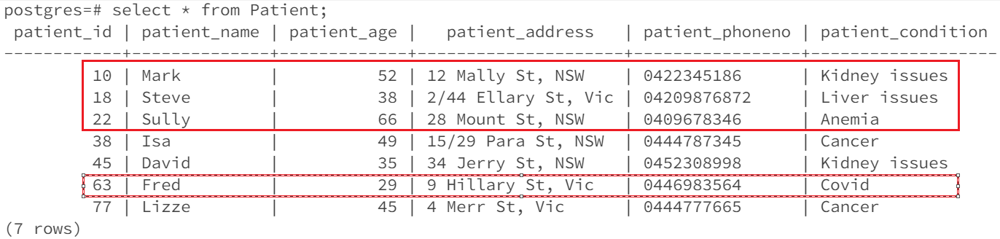 postgres=# select * from Patient;
 patient_id | patient_name | patient_age |   patient_address   | patient_phoneno | patient_condition
------------+--------------+-------------+---------------------+-----------------+-------------------
         10 | Mark         |          52 | 12 Mally St, NSW    | 0422345186      | Kidney issues
         18 | Steve        |          38 | 2/44 Ellary St, Vic | 04209876872     | Liver issues
         22 | Sully        |          66 | 28 Mount St, NSW    | 0409678346      | Anemia
         38 | Isa          |          49 | 15/29 Para St, NSW  | 0444787345      | Cancer
         45 | David        |          35 | 34 Jerry St, NSW    | 0452308998      | Kidney issues
         63 | Fred         |          29 | 9 Hillary St, Vic   | 0446983564      | Covid
         77 | Lizze        |          45 | 4 Merr St, Vic      | 0444777665      | Cancer
(7 rows)